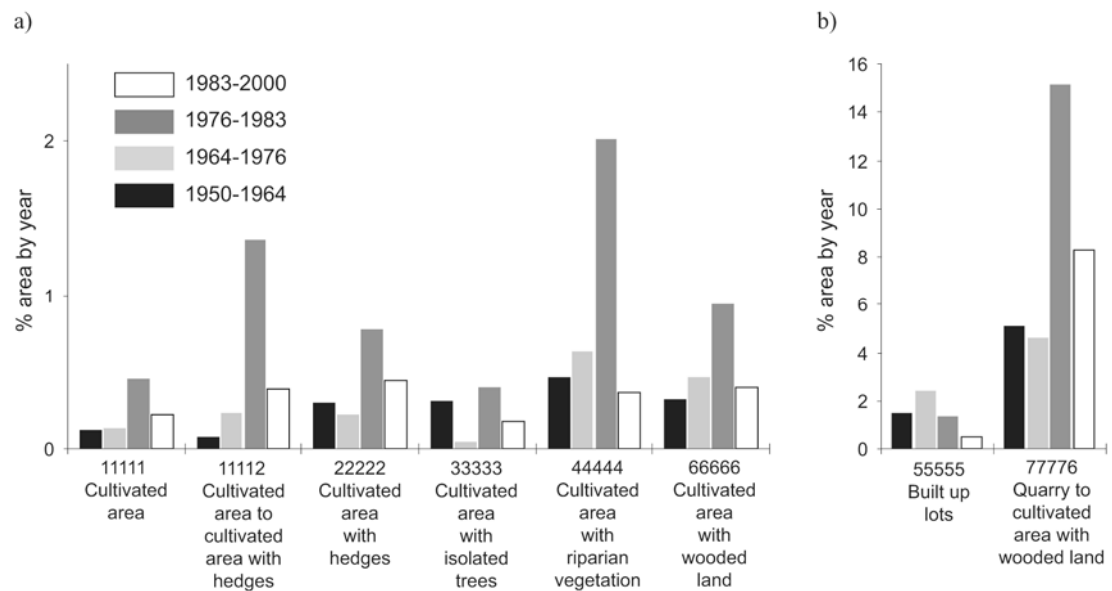 a)
b)
1983-2000
1976-1983
1964-1976
1950-1964
% area by year
2
1
0
11111
Cultivated
area
11112
Cultivated
area to
cultivated
area with
hedges
22222
Cultivated
area
with
hedges
33333
Cultivated
area
with
isolated
trees
44444
Cultivated
area
with
riparian
vegetation
66666
Cultivated
area
with
wooded
land
% area by year
16
14
12
10
8
6
4
2
0
55555
Built up
lots
77776
Quarry to
cultivated
area with
wooded land